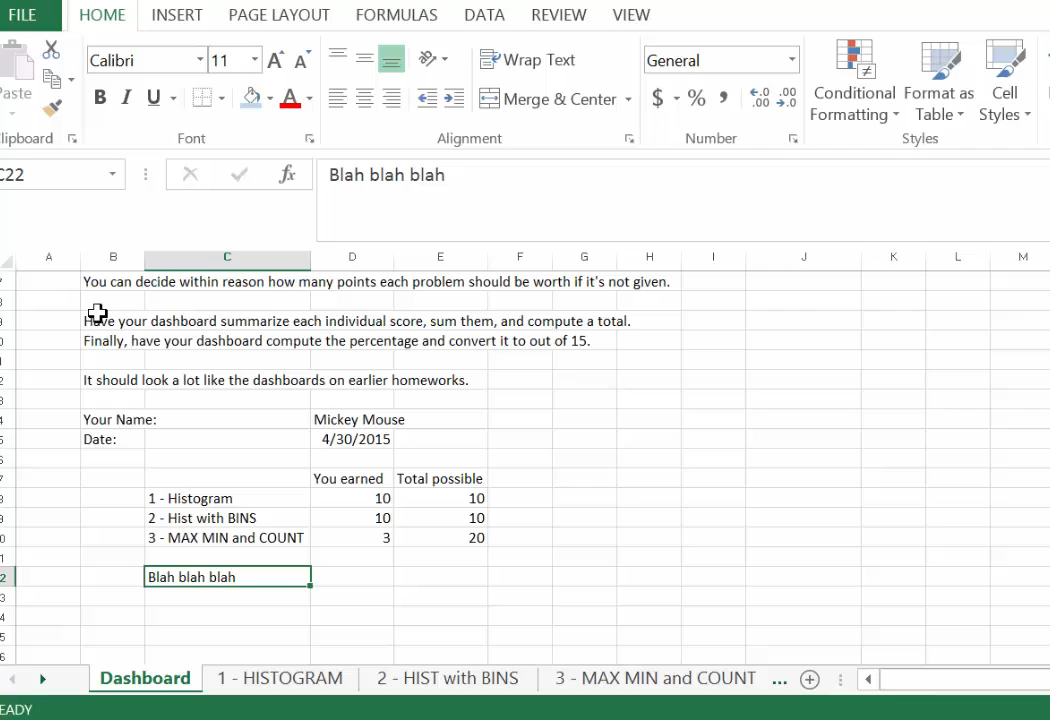 FILE HOME INSERT PAGE LAYOUT FORMULAS DATA REVIEW VIEW
Calibri 11 A A Wrap Text General
Paste B I U A Merge & Center $ % , .00 .00 Conditional Formatting Format as Table Cell Styles
Clipboard Font Alignment Number Styles
C22 fx Blah blah blah
A B C D E F G H I J K L M
You can decide within reason how many points each problem should be worth if it's not given.
Have your dashboard summarize each individual score, sum them, and compute a total.
Finally, have your dashboard compute the percentage and convert it to out of 15.
It should look a lot like the dashboards on earlier homeworks.
Your Name: Mickey Mouse
Date: 4/30/2015
You earned Total possible
1 - Histogram 10 10
2 - Hist with BINS 10 10
3 - MAX MIN and COUNT 3 20
Blah blah blah
Dashboard 1 - HISTOGRAM 2 - HIST with BINS 3 - MAX MIN and COUNT ...
READY